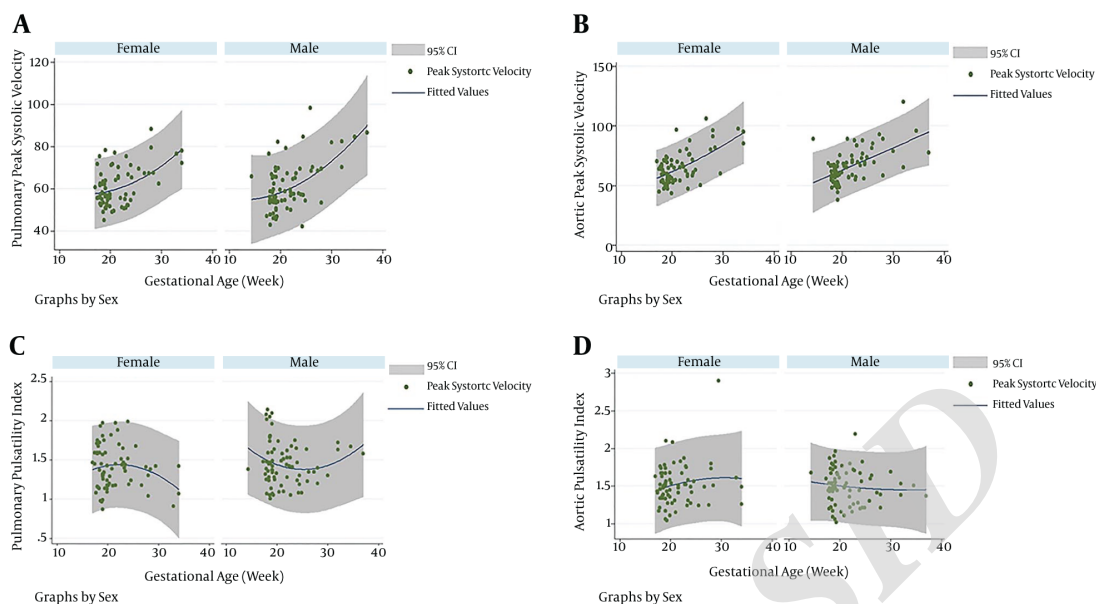 A
Female
Male
95% CI
Peak Systortc Velocity
Fitted Values
Pulmonary Peak Systolic Velocity
120
100
80
60
40
10 20 30 40 10 20 30 40
Gestational Age (Week)
Graphs by Sex
B
Female
Male
95% CI
Peak Systortc Velocity
Fitted Values
Aortic Peak Systolic Velocity
150
100
50
0
10 20 30 40 10 20 30 40
Gestational Age (Week)
Graphs by Sex
C
Female
Male
95% CI
Peak Systortc Velocity
Fitted Values
Pulmonary Pulsatility Index
2.5
2
1.5
1
.5
10 20 30 40 10 20 30 40
Gestational Age (Week)
Graphs by Sex
D
Female
Male
95% CI
Peak Systortc Velocity
Fitted Values
Aortic Pulsatility Index
3
2.5
2
1.5
1
10 20 30 40 10 20 30 40
Gestational Age (Week)
Graphs by Sex